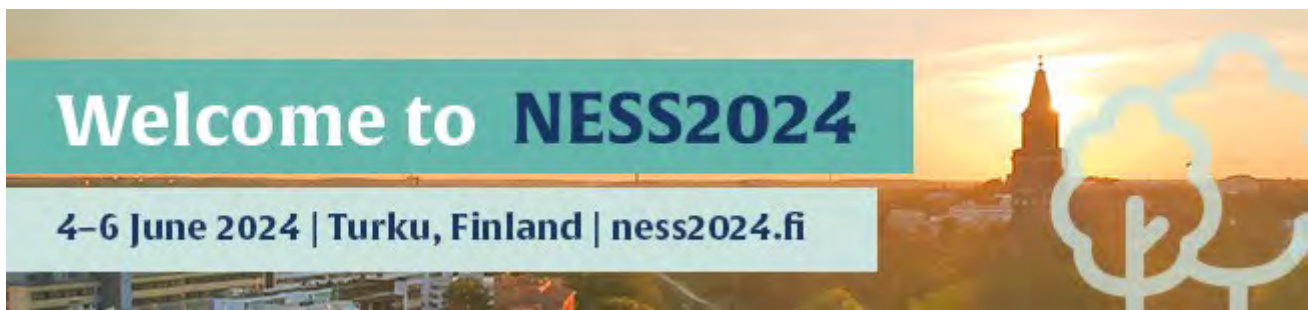 Welcome to NESS2024
4–6 June 2024 | Turku, Finland | ness2024.fi